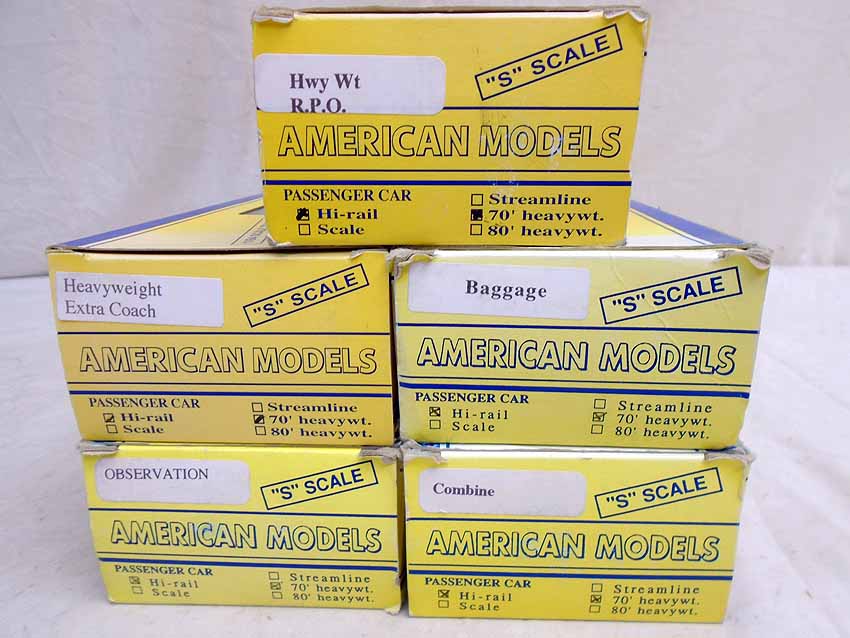 Hwy Wt
R.P.O.
"S" SCALE
AMERICAN MODELS
PASSENGER CAR
Hi-rail
Scale
Streamline
70' heavywt.
80' heavywt.
Heavyweight
Extra Coach
"S" SCALE
AMERICAN MODELS
PASSENGER CAR
Hi-rail
Scale
Streamline
70' heavywt.
80' heavywt.
Baggage
"S" SCALE
AMERICAN MODELS
PASSENGER CAR
Hi-rail
Scale
Streamline
70' heavywt.
80' heavywt.
OBSERVATION
"S" SCALE
AMERICAN MODELS
PASSENGER CAR
Hi-rail
Scale
Streamline
70' heavywt.
80' heavywt.
Combine
"S" SCALE
AMERICAN MODELS
PASSENGER CAR
Hi-rail
Scale
Streamline
70' heavywt.
80' heavywt.